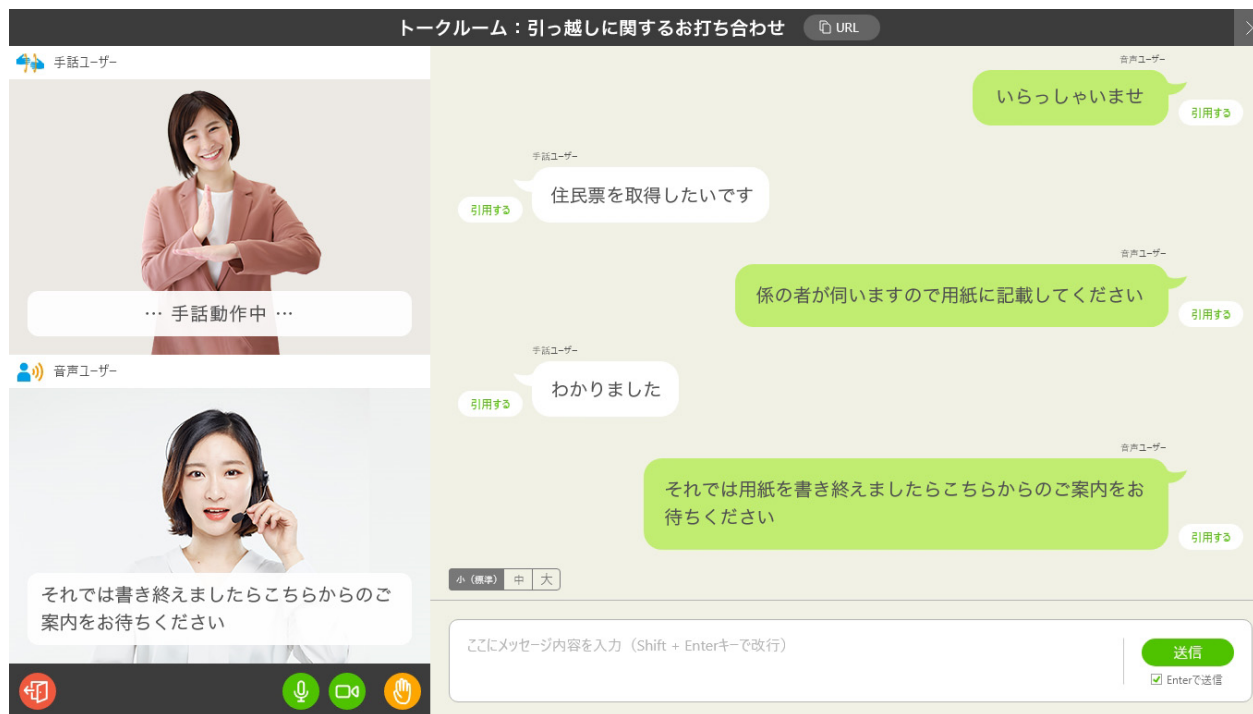 トークルーム：引っ越しに関するお打ち合わせ
URL
手話ユーザー
… 手話動作中 …
音声ユーザー
それでは書き終えましたらこちらからのご
案内をお待ちください
音声ユーザー
いらっしゃいませ
引用する
手話ユーザー
住民票を取得したいです
引用する
音声ユーザー
係の者が伺いますので用紙に記載してください
引用する
手話ユーザー
わかりました
引用する
音声ユーザー
それでは用紙を書き終えましたらこちらからのご案内をお
待ちください
引用する
小（標準） 中 大
ここにメッセージ内容を入力（Shift + Enterキーで改行）
送信
Enterで送信